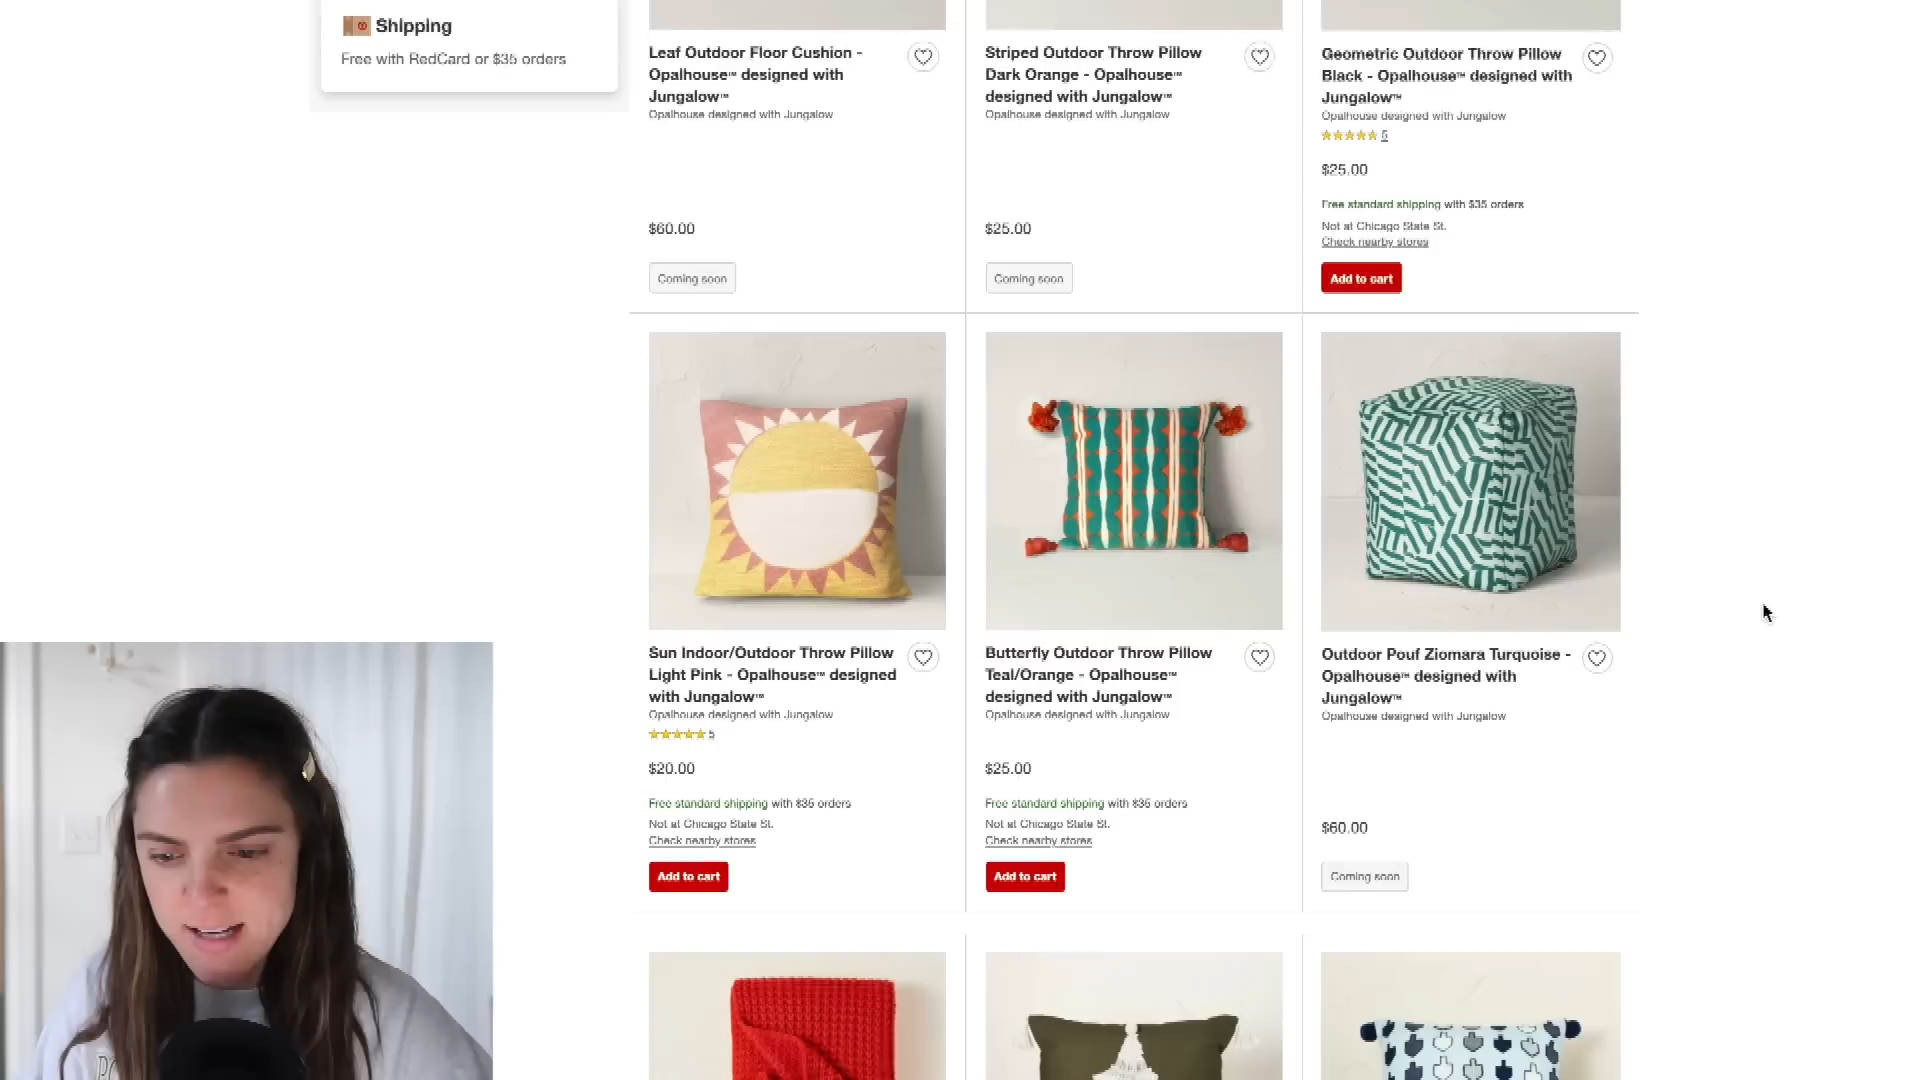 Shipping
Free with RedCard or $35 orders
Leaf Outdoor Floor Cushion -
Opalhouse™ designed with
Jungalow™
Opalhouse designed with Jungalow
$60.00
Coming soon
Striped Outdoor Throw Pillow
Dark Orange - Opalhouse™
designed with Jungalow™
Opalhouse designed with Jungalow
$25.00
Coming soon
Geometric Outdoor Throw Pillow
Black - Opalhouse™ designed with
Jungalow™
Opalhouse designed with Jungalow
5
$25.00
Free standard shipping with $35 orders
Not at Chicago State St.
Check nearby stores
Add to cart
Sun Indoor/Outdoor Throw Pillow
Light Pink - Opalhouse™ designed
with Jungalow™
Opalhouse designed with Jungalow
5
$20.00
Free standard shipping with $35 orders
Not at Chicago State St.
Check nearby stores
Add to cart
Butterfly Outdoor Throw Pillow
Teal/Orange - Opalhouse™
designed with Jungalow™
Opalhouse designed with Jungalow
$25.00
Free standard shipping with $35 orders
Not at Chicago State St.
Check nearby stores
Add to cart
Outdoor Pouf Ziomara Turquoise -
Opalhouse™ designed with
Jungalow™
Opalhouse designed with Jungalow
$60.00
Coming soon